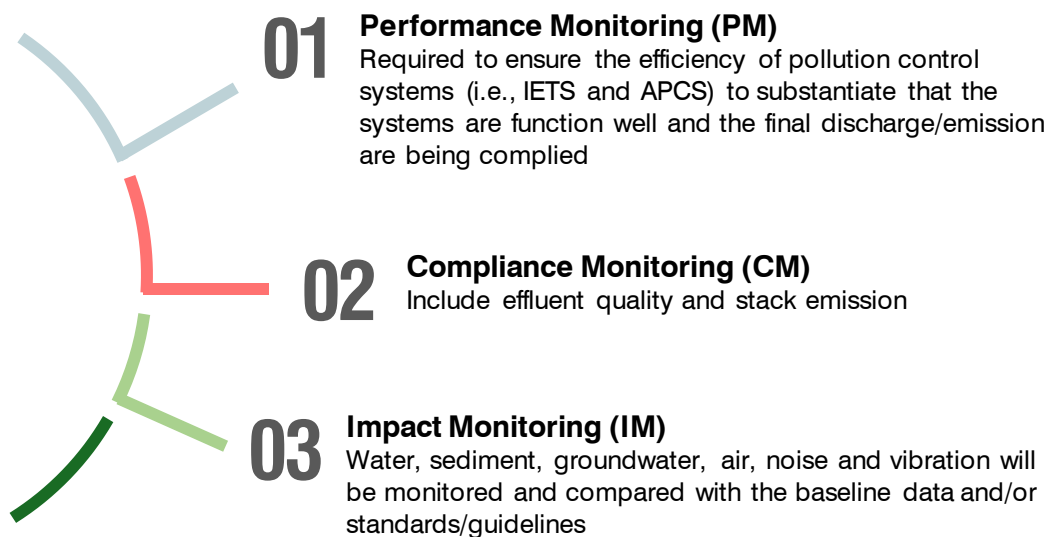 01
Performance Monitoring (PM)
Required to ensure the efficiency of pollution control
systems (i.e., IETS and APCS) to substantiate that the
systems are function well and the final discharge/emission
are being complied
02
Compliance Monitoring (CM)
Include effluent quality and stack emission
03
Impact Monitoring (IM)
Water, sediment, groundwater, air, noise and vibration will
be monitored and compared with the baseline data and/or
standards/guidelines